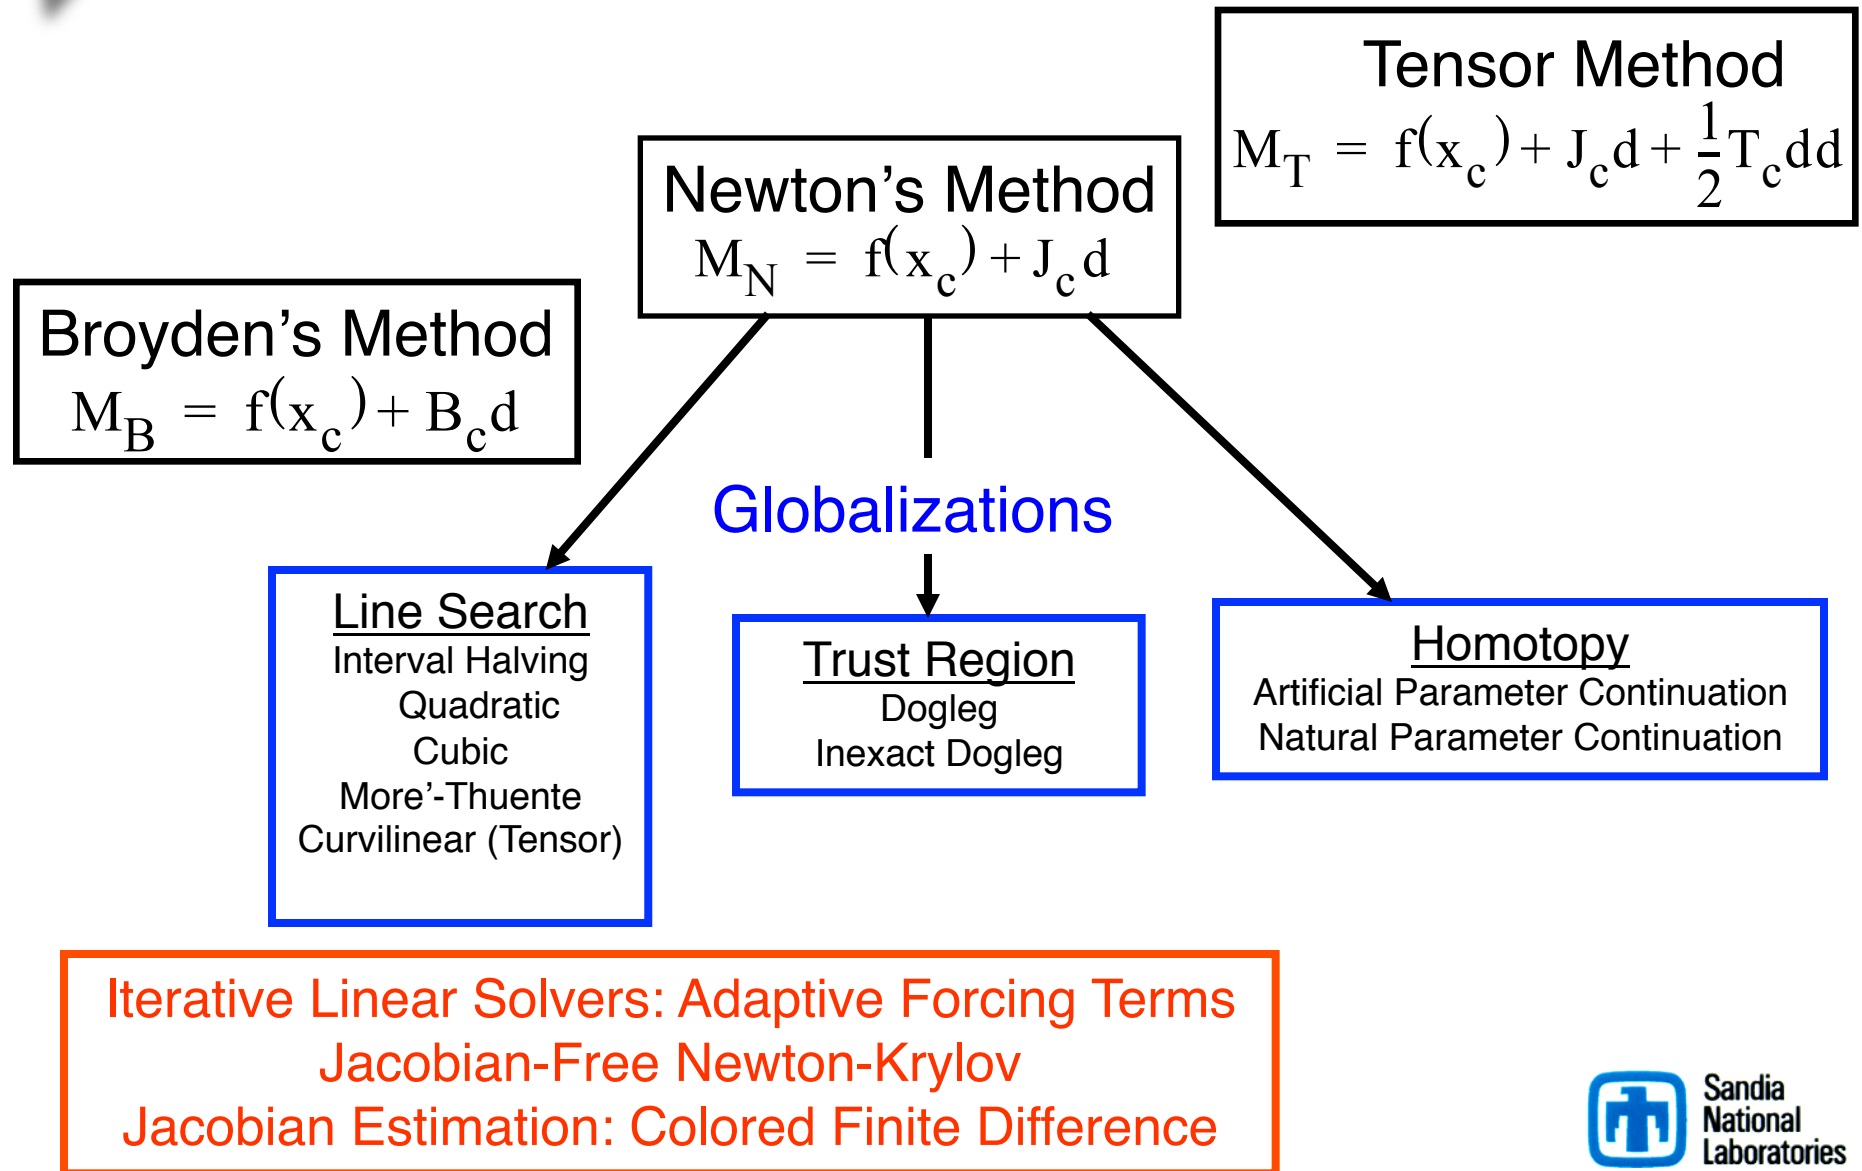 Tensor Method
M_T = f(x_c) + J_c d + 1/2 T_c dd
Newton's Method
M_N = f(x_c) + J_c d
Broyden's Method
M_B = f(x_c) + B_c d
Globalizations
Line Search
Interval Halving
Quadratic
Cubic
More'-Thuente
Curvilinear (Tensor)
Trust Region
Dogleg
Inexact Dogleg
Homotopy
Artificial Parameter Continuation
Natural Parameter Continuation
Iterative Linear Solvers: Adaptive Forcing Terms
Jacobian-Free Newton-Krylov
Jacobian Estimation: Colored Finite Difference
Sandia
National
Laboratories